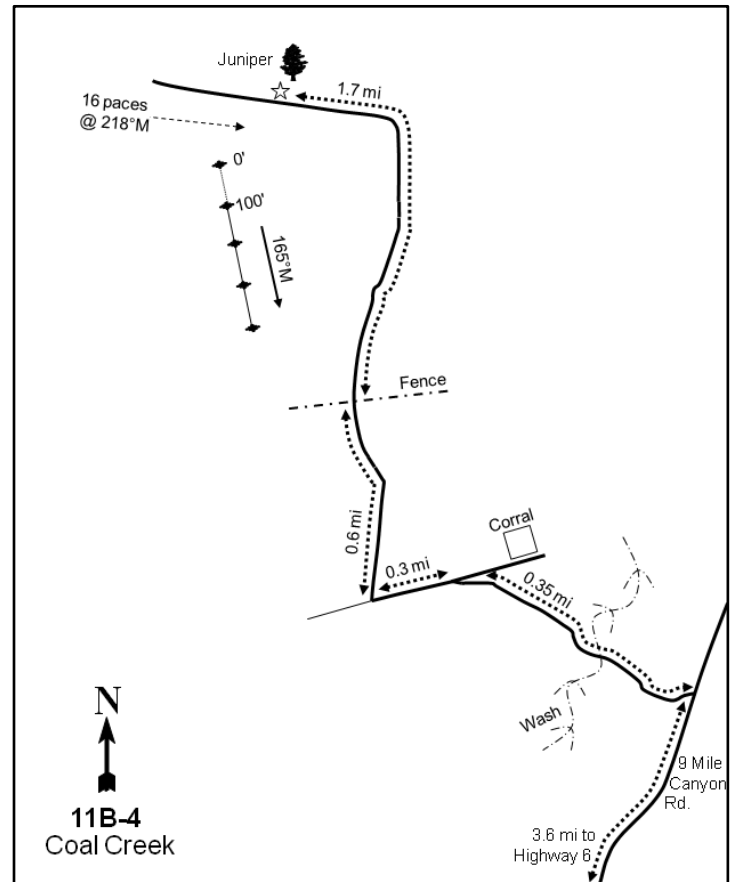 Juniper
1.7 mi
16 paces
@ 218°M
0'
100'
165°M
Fence
0.6 mi
Corral
0.3 mi
0.35 mi
Wash
N
11B-4
Coal Creek
9 Mile
Canyon
Rd.
3.6 mi to
Highway 6